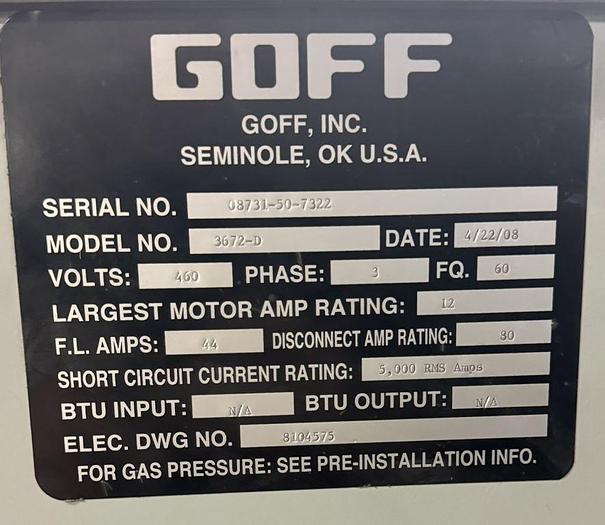 GOFF
GOFF, INC.
SEMINOLE, OK U.S.A.
SERIAL NO. 08731-50-7322
MODEL NO. 3672-D DATE: 4/22/08
VOLTS: 460 PHASE: 3 FQ. 60
LARGEST MOTOR AMP RATING: 12
F.L. AMPS: 44 DISCONNECT AMP RATING: 80
SHORT CIRCUIT CURRENT RATING: 5,000 RMS Amps
BTU INPUT: N/A BTU OUTPUT: N/A
ELEC. DWG NO. 8104575
FOR GAS PRESSURE: SEE PRE-INSTALLATION INFO.